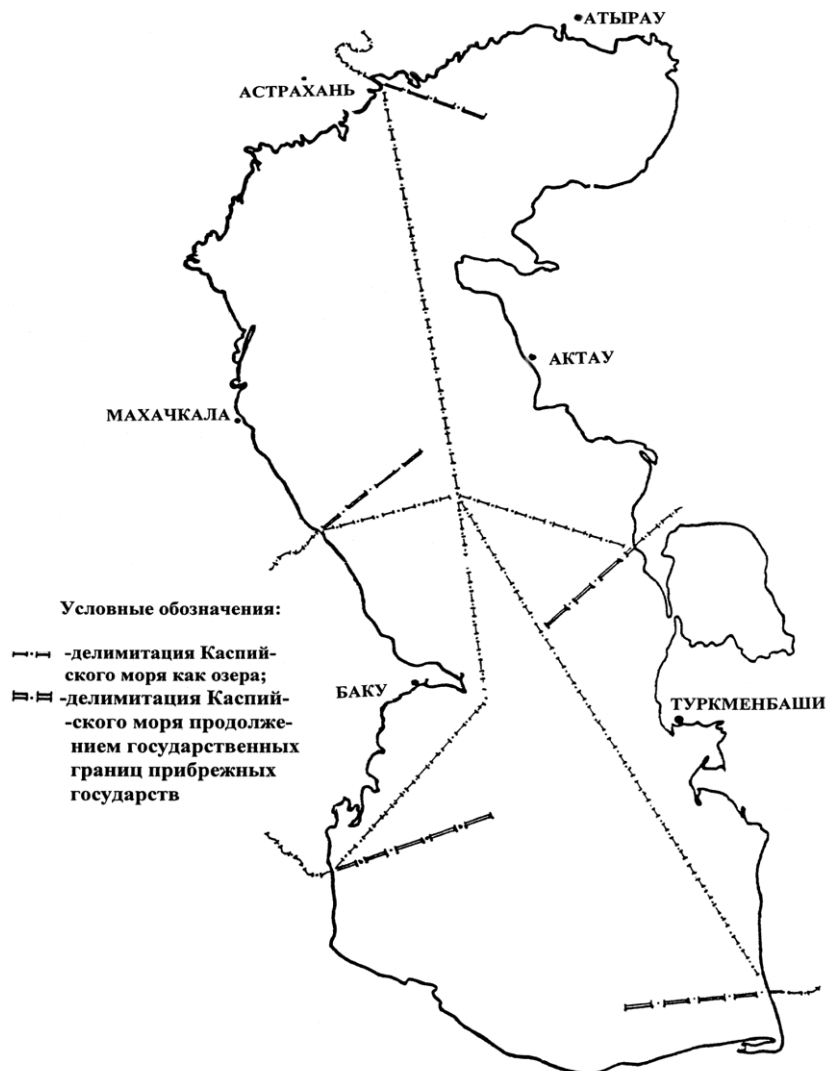 АТЫРАУ
АСТРАХАНЬ
АКТАУ
МАХАЧКАЛА
Условные обозначения:
-делимитация Каспий-
ского моря как озера;
-делимитация Каспий-
-ского моря продолже-
нием государственных
границ прибрежных
государств
БАКУ
ТУРКМЕНБАШИ